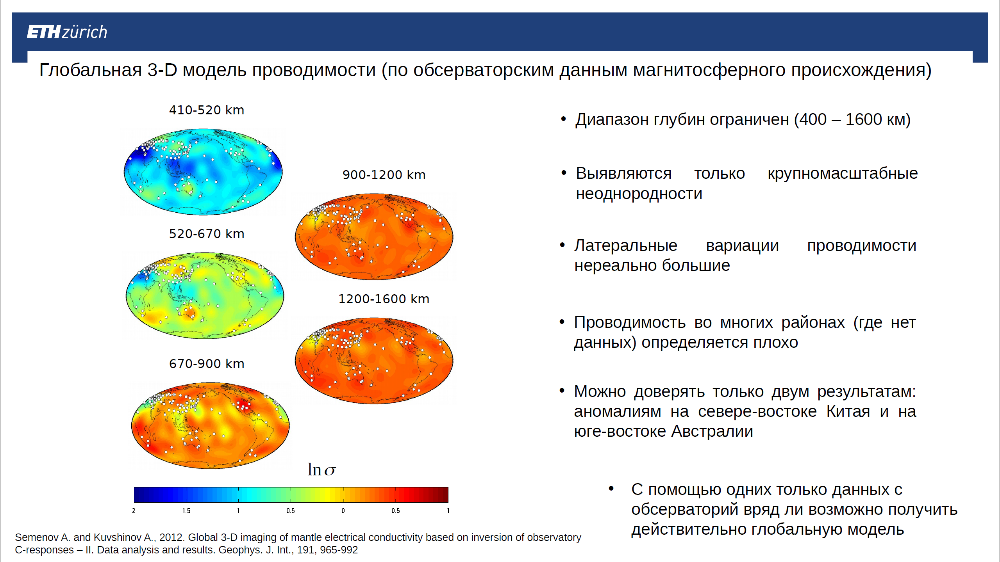 ETH zürich
Глобальная 3-D модель проводимости (по обсерваторским данным магнитосферного происхождения)
410-520 km
520-670 km
670-900 km
900-1200 km
1200-1600 km
ln σ
-2 -1.5 -1 -0.5 0 0.5 1
• Диапазон глубин ограничен (400 – 1600 км)
• Выявляются только крупномасштабные
неоднородности
• Латеральные вариации проводимости
нереально большие
• Проводимость во многих районах (где нет
данных) определяется плохо
• Можно доверять только двум результатам:
аномалиям на севере-востоке Китая и на
юге-востоке Австралии
• С помощью одних только данных с
обсерваторий вряд ли возможно получить
действительно глобальную модель
Semenov A. and Kuvshinov A., 2012. Global 3-D imaging of mantle electrical conductivity based on inversion of observatory
C-responses – II. Data analysis and results. Geophys. J. Int., 191, 965-992